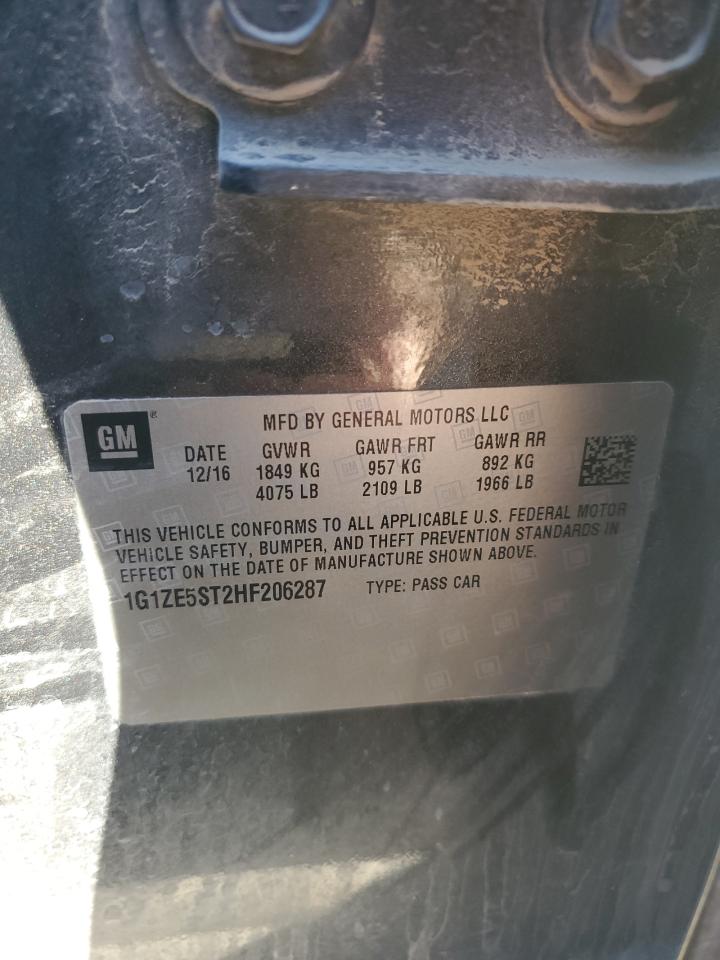 GM ®
MFD BY GENERAL MOTORS LLC
DATE GVWR GAWR FRT GAWR RR
12/16 1849 KG 957 KG 892 KG
4075 LB 2109 LB 1966 LB
THIS VEHICLE CONFORMS TO ALL APPLICABLE U.S. FEDERAL MOTOR
VEHICLE SAFETY, BUMPER, AND THEFT PREVENTION STANDARDS IN
EFFECT ON THE DATE OF MANUFACTURE SHOWN ABOVE.
1G1ZE5ST2HF206287 TYPE: PASS CAR